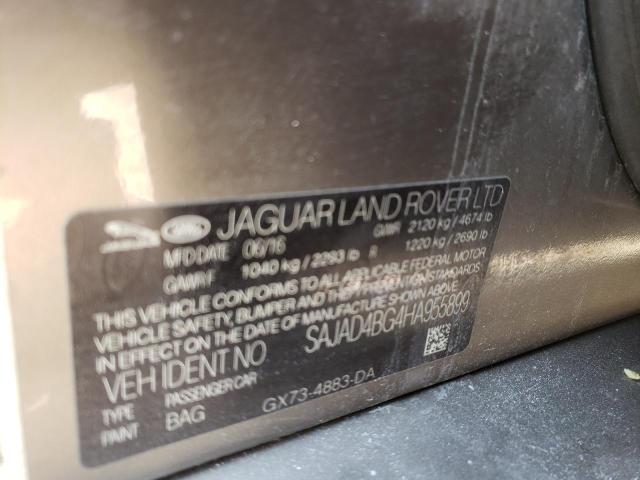 JAGUAR LAND ROVER LTD
MFD DATE 06/16 GVWR 2120 kg / 4674 lb
GAWR F 1040 kg / 2293 lb R 1220 kg / 2690 lb
THIS VEHICLE CONFORMS TO ALL APPLICABLE FEDERAL MOTOR
VEHICLE SAFETY, BUMPER, AND THEFT PREVENTION STANDARDS
IN EFFECT ON THE DATE OF MANUFACTURE SHOWN ABOVE
VEH IDENT NO SAJAD4BG4HA955899
TYPE PASSENGER CAR
PAINT BAG GX73-4883-DA